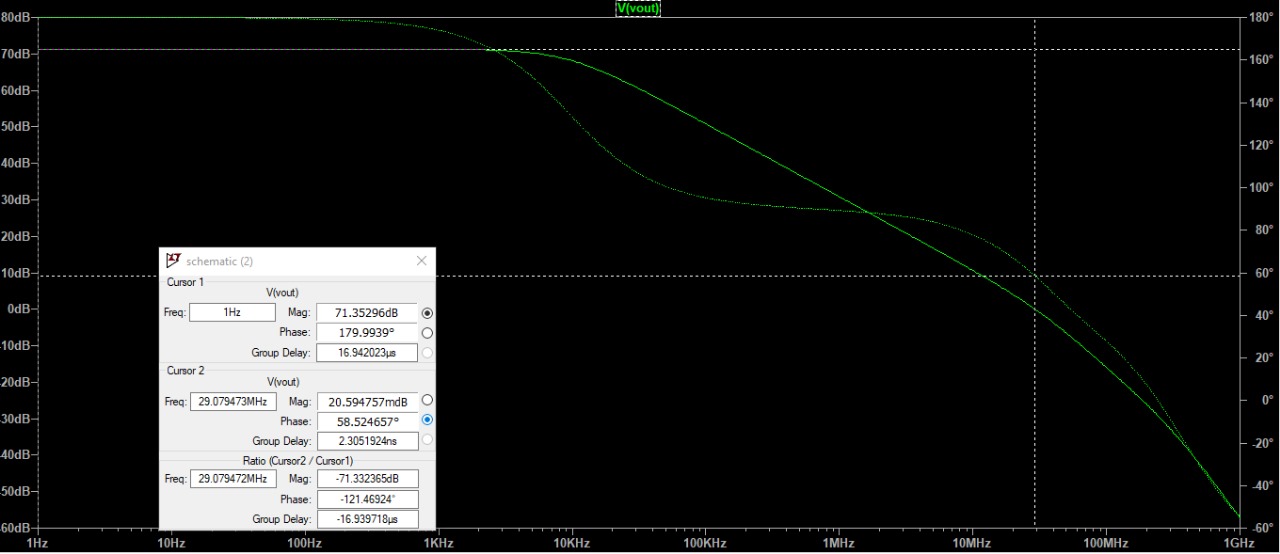 V(vout)
80dB
180°
70dB
160°
60dB
140°
50dB
120°
40dB
100°
30dB
20dB
80°
10dB
60°
0dB
40°
-10dB
20°
-20dB
0°
-30dB
-20°
-40dB
-50dB
-40°
-60dB
-60°
1Hz
10Hz
100Hz
1KHz
10KHz
100KHz
1MHz
10MHz
100MHz
1GHz
schematic (2)
Cursor 1
V(vout)
Freq: 1Hz Mag: 71.35296dB
Phase: 179.9939°
Group Delay: 16.942023µs
Cursor 2
V(vout)
Freq: 29.079473MHz Mag: 20.594757mdB
Phase: 58.524657°
Group Delay: 2.3051924ns
Ratio (Cursor2 / Cursor1)
Freq: 29.079472MHz Mag: -71.332365dB
Phase: -121.46924°
Group Delay: -16.939718µs